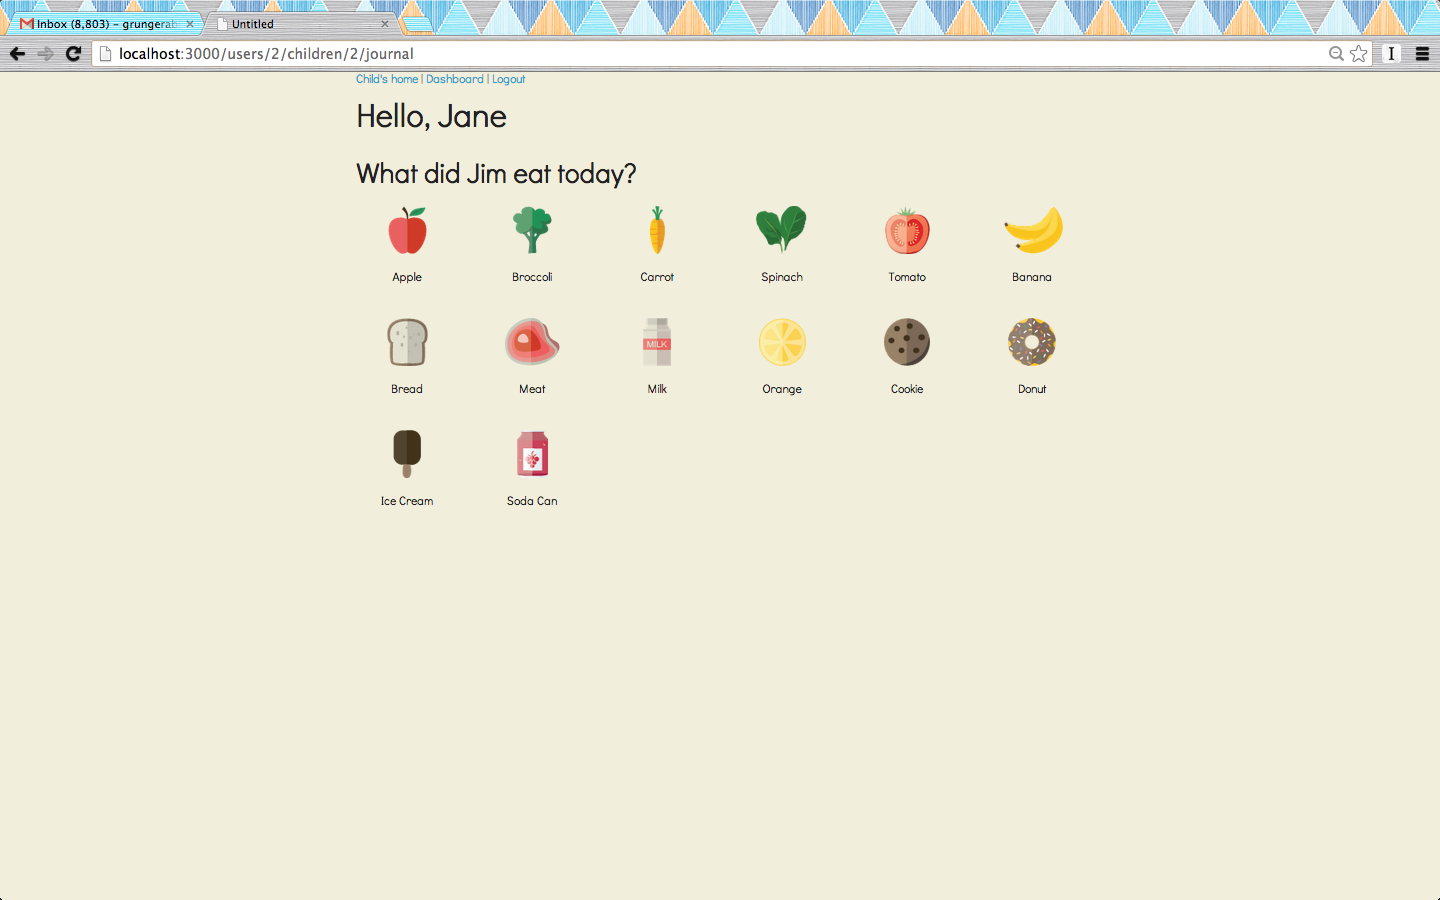 Inbox (8,803) – grungerab
Untitled
localhost:3000/users/2/children/2/journal
I
Child's home | Dashboard | Logout
Hello, Jane
What did Jim eat today?
Apple Broccoli Carrot Spinach Tomato Banana
MILK
Bread Meat Milk Orange Cookie Donut
Ice Cream Soda Can